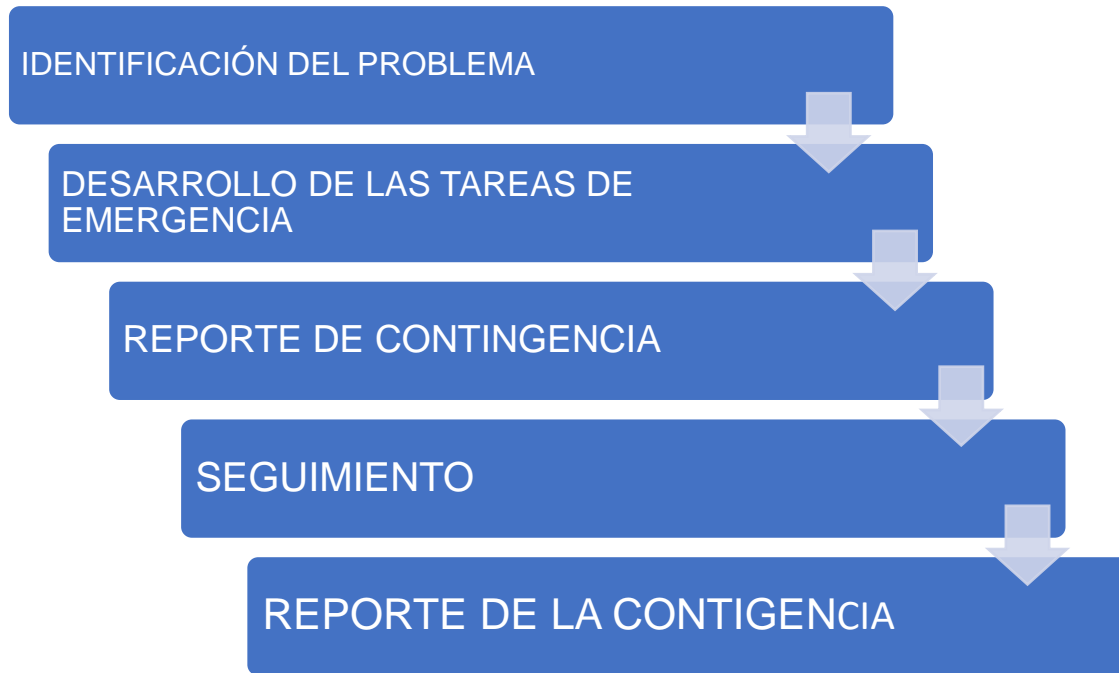 IDENTIFICACIÓN DEL PROBLEMA
DESARROLLO DE LAS TAREAS DE
EMERGENCIA
REPORTE DE CONTINGENCIA
SEGUIMIENTO
REPORTE DE LA CONTIGENCIA